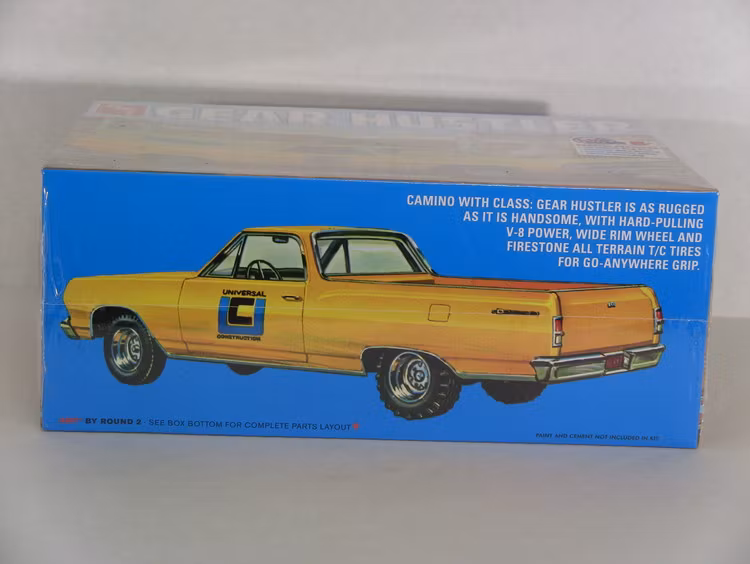 GEAR HUSTLER
CAMINO WITH CLASS: GEAR HUSTLER IS AS RUGGED
AS IT IS HANDSOME, WITH HARD-PULLING
V-8 POWER, WIDE RIM WHEEL AND
FIRESTONE ALL TERRAIN T/C TIRES
FOR GO-ANYWHERE GRIP.
UNIVERSAL
C
CONSTRUCTION
BY ROUND 2 - SEE BOX BOTTOM FOR COMPLETE PARTS LAYOUT
PAINT AND CEMENT NOT INCLUDED IN KIT